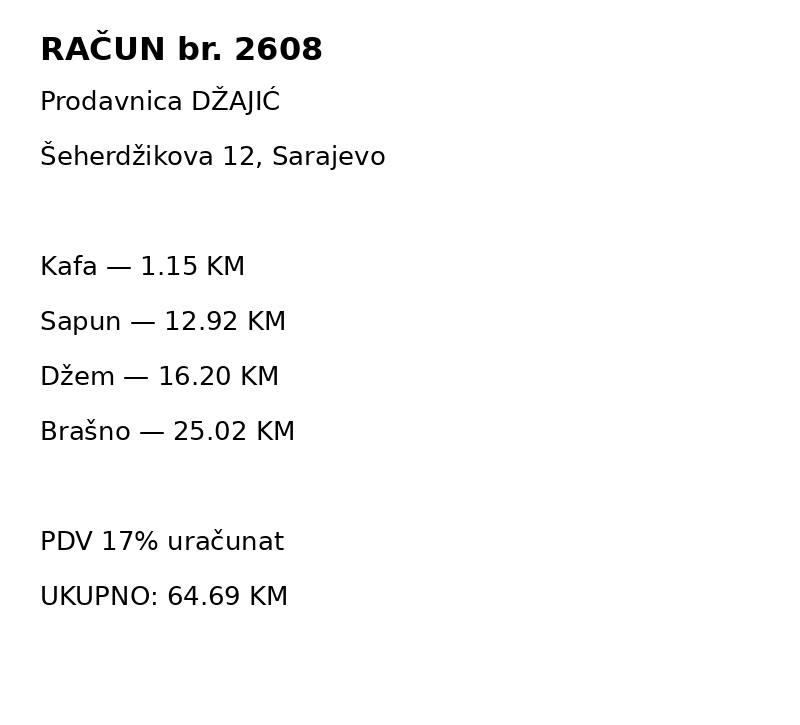 RAČUN br. 2608
Prodavnica DŽAJIĆ
Šeherdžikova 12, Sarajevo
Kafa — 1.15 KM
Sapun — 12.92 KM
Džem — 16.20 KM
Brašno — 25.02 KM
PDV 17% uračunat
UKUPNO: 64.69 KM